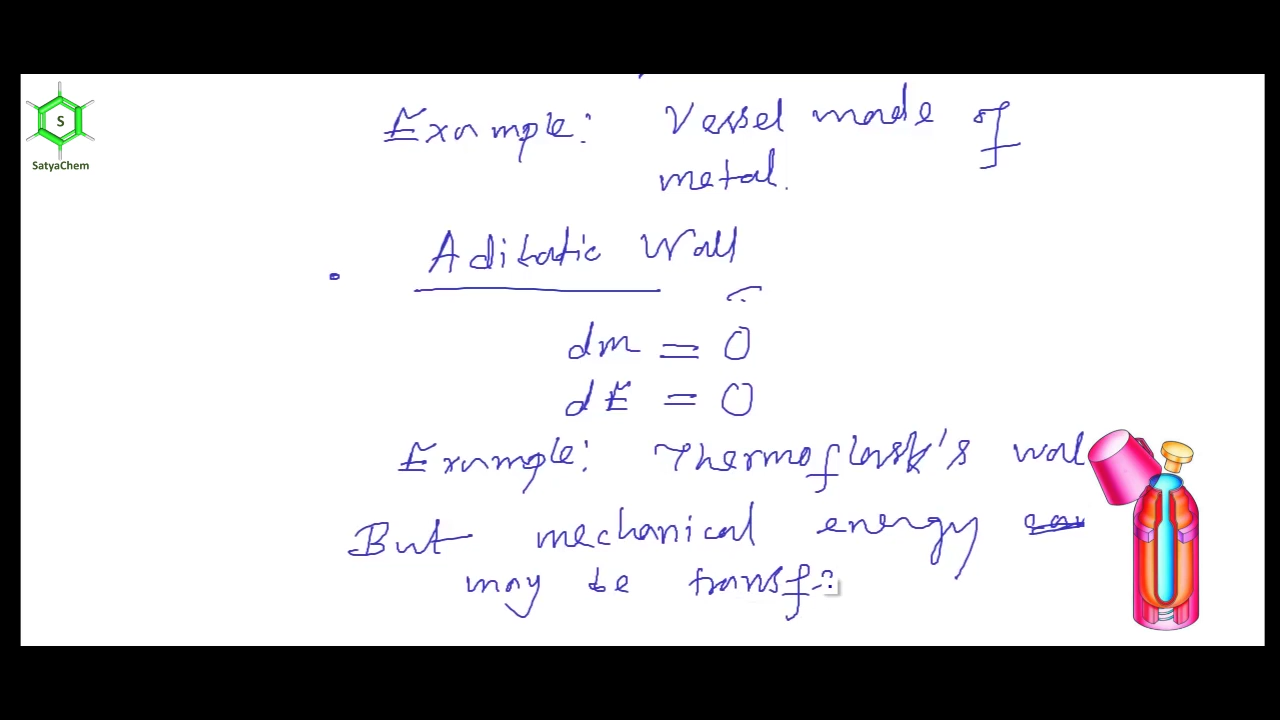 S
SatyaChem
Example: Vessel made of
metal.
Adibatic Wall
dm = 0
dE = 0
Example: Thermoflask's wall
But mechanical energy
may be transf